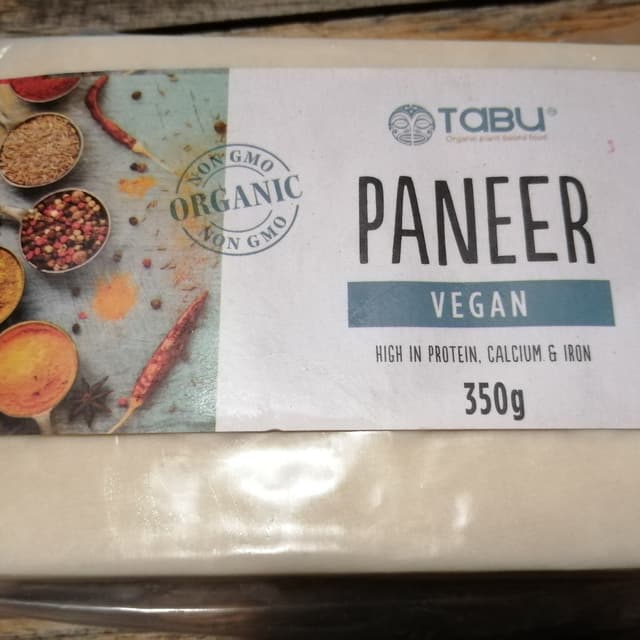 TABU
Organic plant based food
NON GMO
ORGANIC
NON GMO
PANEER
VEGAN
HIGH IN PROTEIN, CALCIUM & IRON
350g